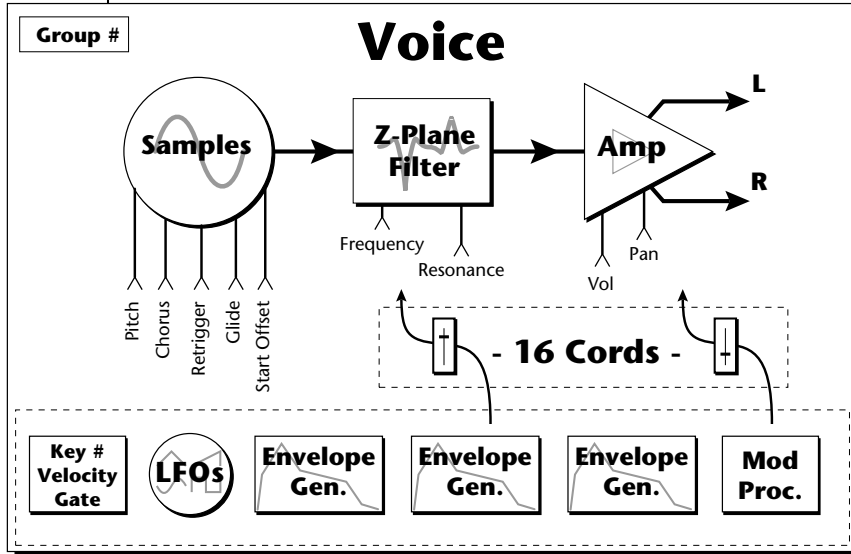 Group #
Voice
L
Samples
Z-Plane
Filter
Amp
R
Frequency
Resonance
Vol
Pan
Pitch
Chorus
Retrigger
Glide
Start Offset
- 16 Cords -
Key #
Velocity
Gate
LFOs
Envelope
Gen.
Envelope
Gen.
Envelope
Gen.
Mod
Proc.